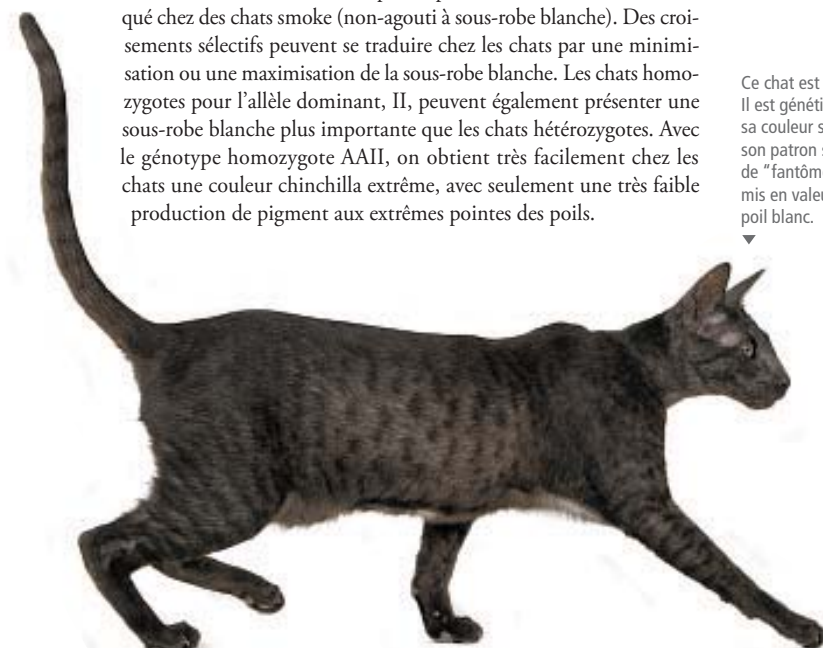 qué chez des chats smoke (non-agouti à sous-robe blanche). Des croi-
sements sélectifs peuvent se traduire chez les chats par une minimi-
sation ou une maximisation de la sous-robe blanche. Les chats homo-
zygotes pour l’allèle dominant, II, peuvent également présenter une
sous-robe blanche plus importante que les chats hétérozygotes. Avec
le génotype homozygote AAII, on obtient très facilement chez les
chats une couleur chinchilla extrême, avec seulement une très faible
production de pigment aux extrêmes pointes des poils.
Ce chat est
Il est généti
sa couleur s
son patron s
de “fantôm
mis en valeu
poil blanc.